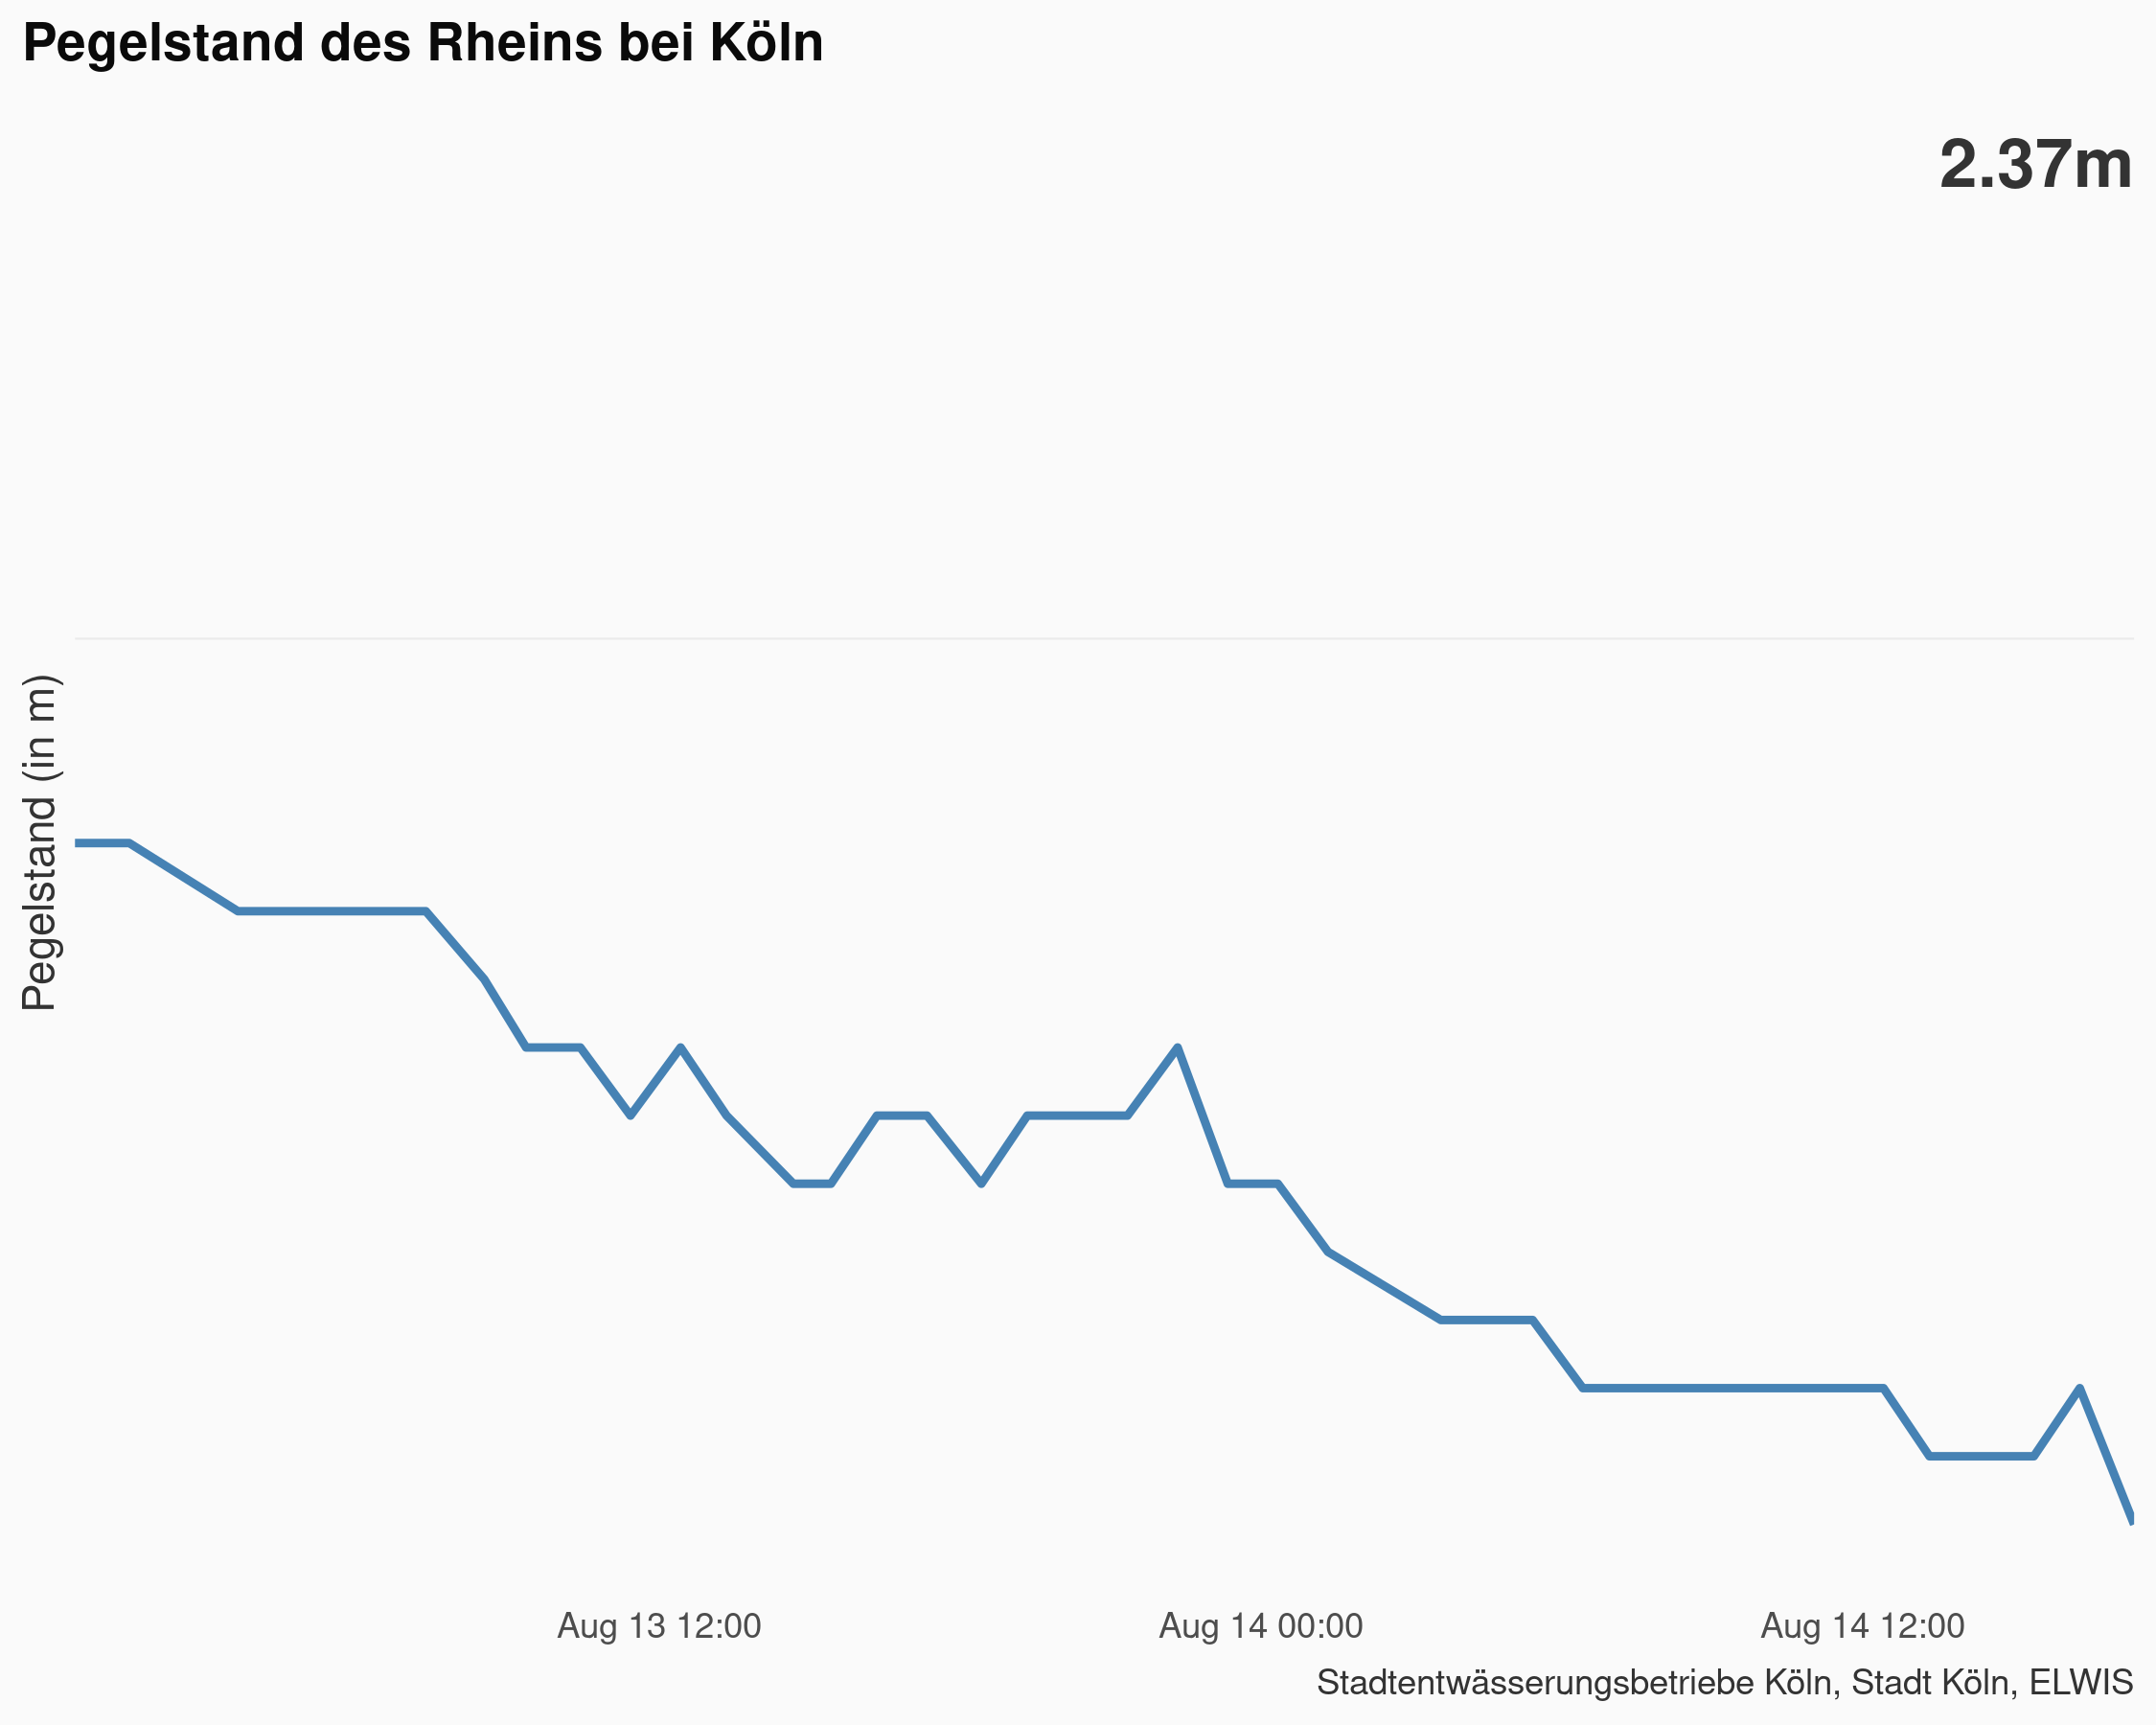 Pegelstand des Rheins bei Köln
2.37m
Pegelstand (in m)
Aug 13 12:00
Aug 14 00:00
Aug 14 12:00
Stadtentwässerungsbetriebe Köln, Stadt Köln, ELWIS